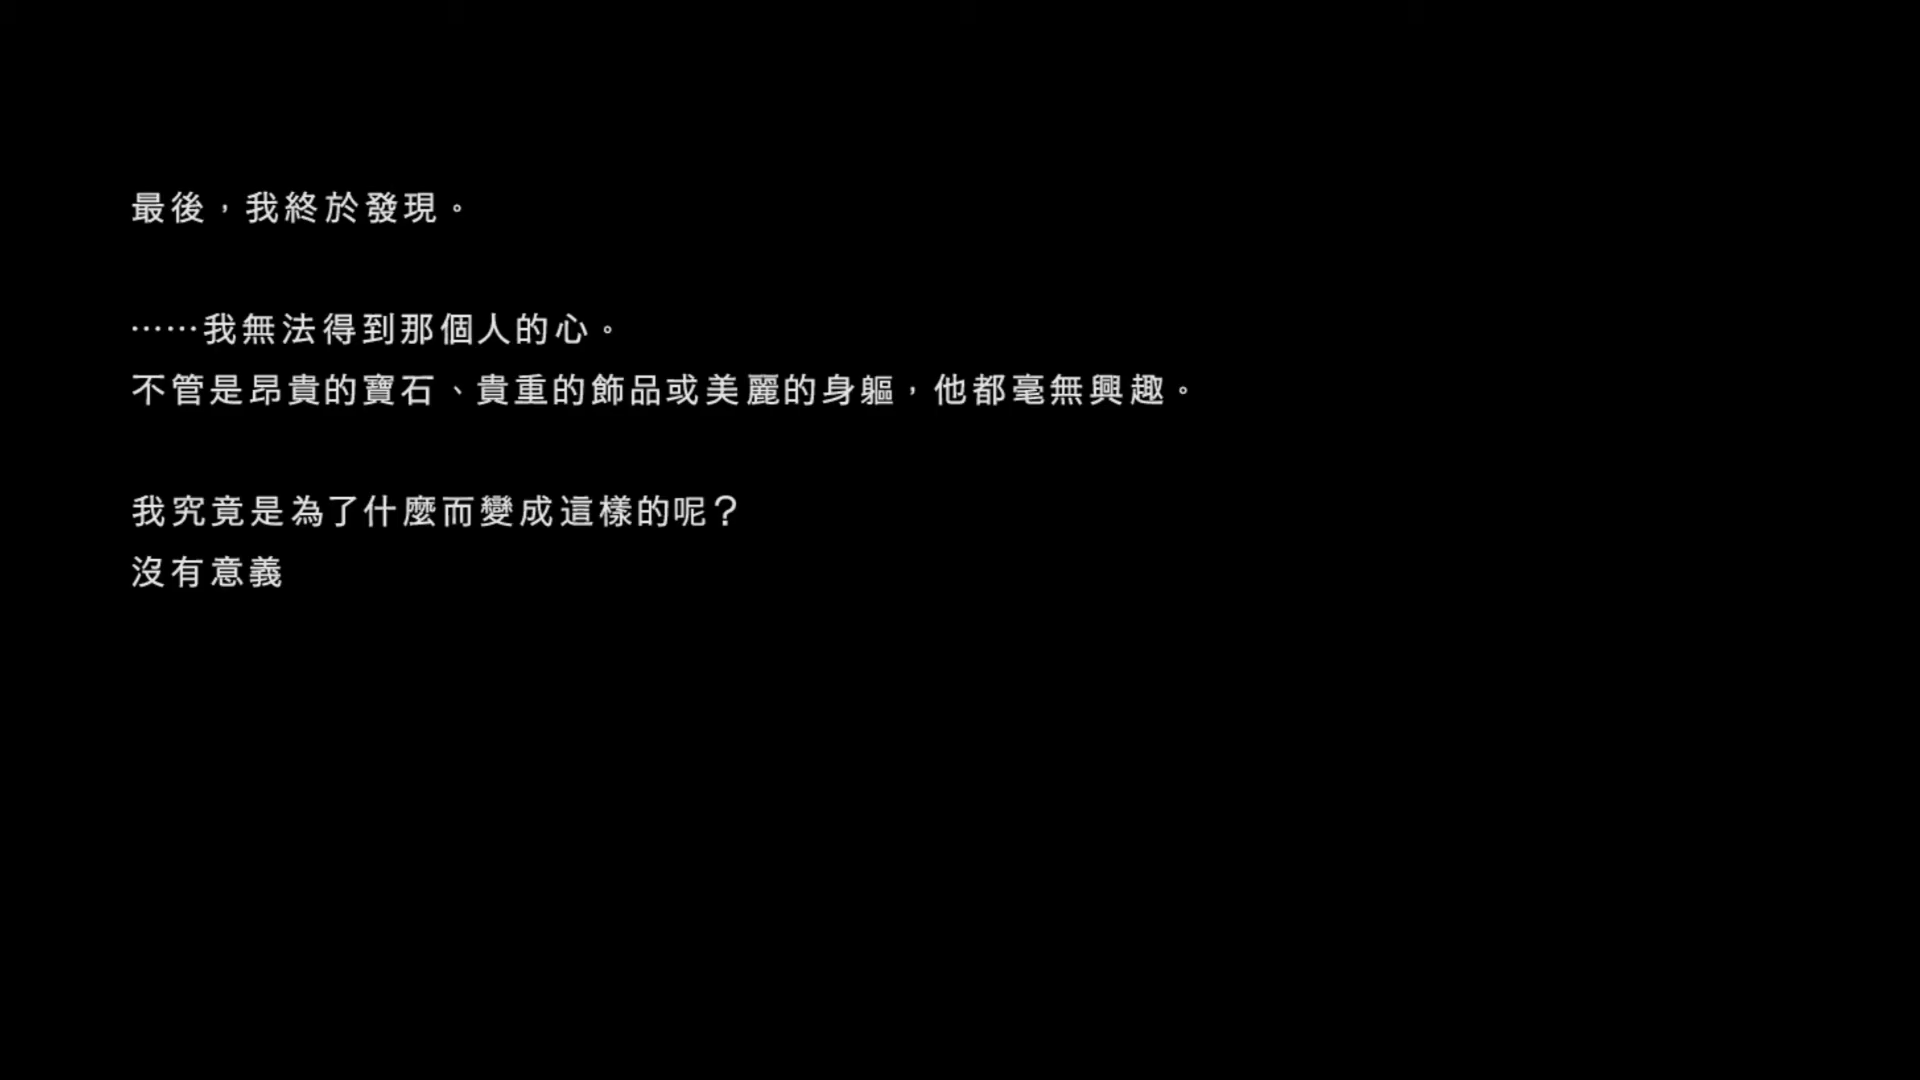 最後，我終於發現。
……我無法得到那個人的心。
不管是昂貴的寶石、貴重的飾品或美麗的身軀，他都毫無興趣。
我究竟是為了什麼而變成這樣的呢？
沒有意義